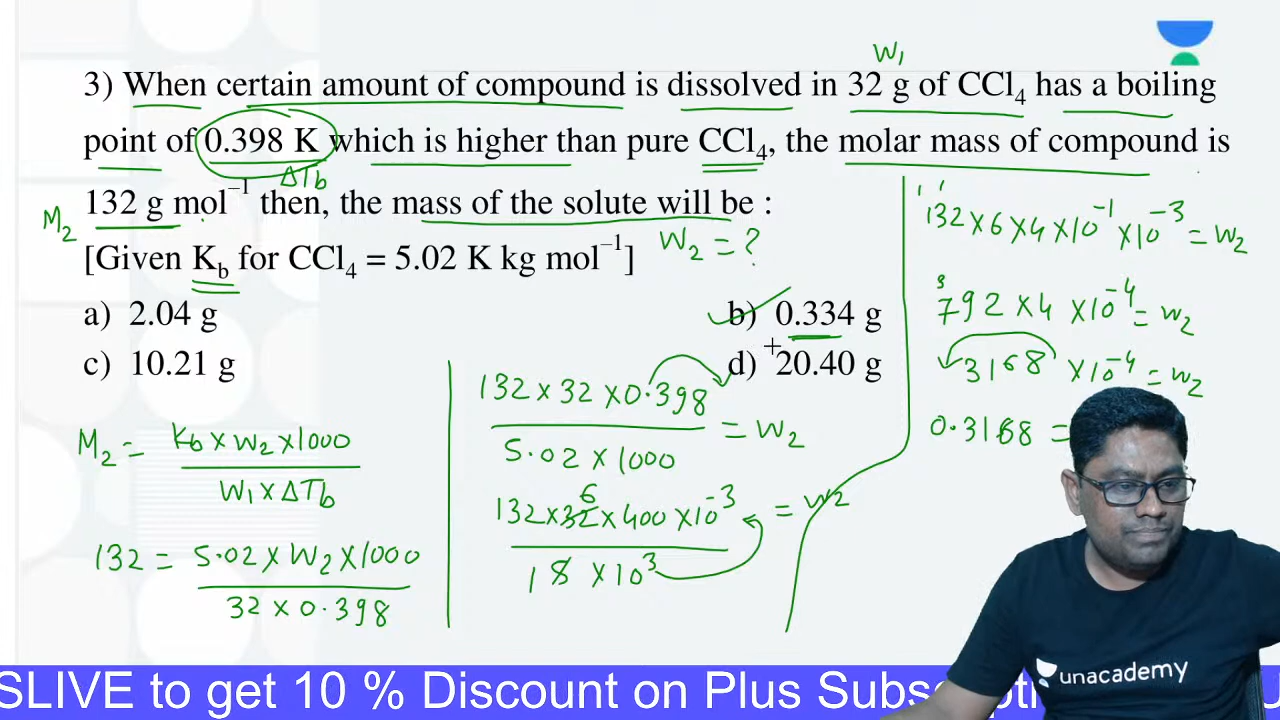 W₁
3) When certain amount of compound is dissolved in 32 g of CCl₄ has a boiling
point of 0.398 K which is higher than pure CCl₄, the molar mass of compound is
ΔTb
M₂ 132 g mol⁻¹ then, the mass of the solute will be :
[Given K_b for CCl₄ = 5.02 K kg mol⁻¹] W₂ = ?
a) 2.04 g
b) 0.334 g
c) 10.21 g
d) 20.40 g
M₂ = Kb × W₂ × 1000
W₁ × ΔTb
132 = 5.02 × W₂ × 1000
32 × 0.398
132 × 32 × 0.398
= W₂
5.02 × 1000
6
132 × 32 × 400 × 10⁻³ = W₂
1 5 × 10³
132 × 6 × 4 × 10⁻¹ × 10⁻³ = W₂
792 × 4 × 10⁻⁴ = W₂
3168 × 10⁻⁴ = W₂
0.3168 =
unacademy
SLIVE to get 10 % Discount on Plus Subs